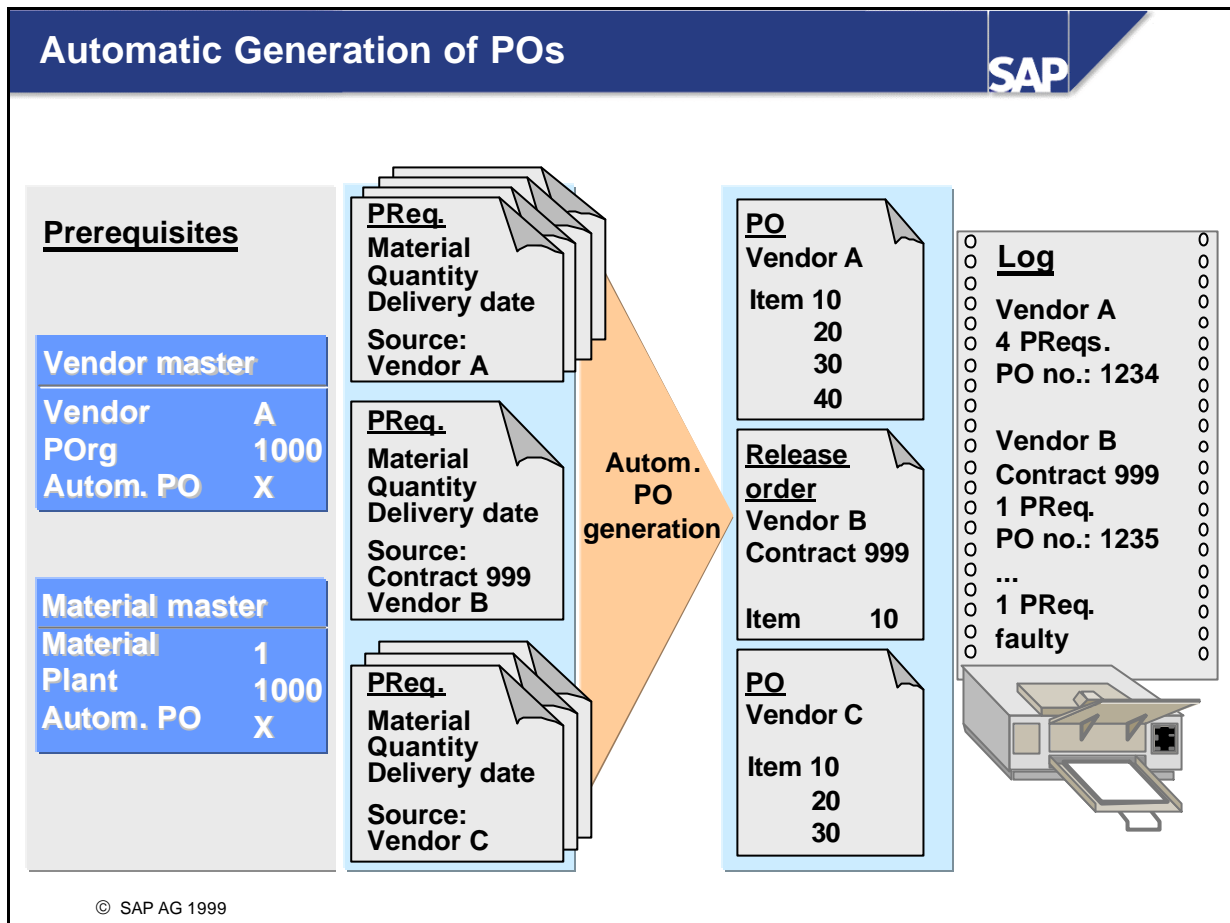 Automatic Generation of POs
SAP
Prerequisites
Vendor master
Vendor A
POrg 1000
Autom. PO X
Material master
Material 1
Plant 1000
Autom. PO X
PReq.
Material
Quantity
Delivery date
Source:
Vendor A
PReq.
Material
Quantity
Delivery date
Source:
Contract 999
Vendor B
PReq.
Material
Quantity
Delivery date
Source:
Vendor C
Autom.
PO
generation
PO
Vendor A
Item 10
20
30
40
Release
order
Vendor B
Contract 999
Item 10
PO
Vendor C
Item 10
20
30
Log
Vendor A
4 PReqs.
PO no.: 1234
Vendor B
Contract 999
1 PReq.
PO no.: 1235
...
1 PReq.
faulty
© SAP AG 1999